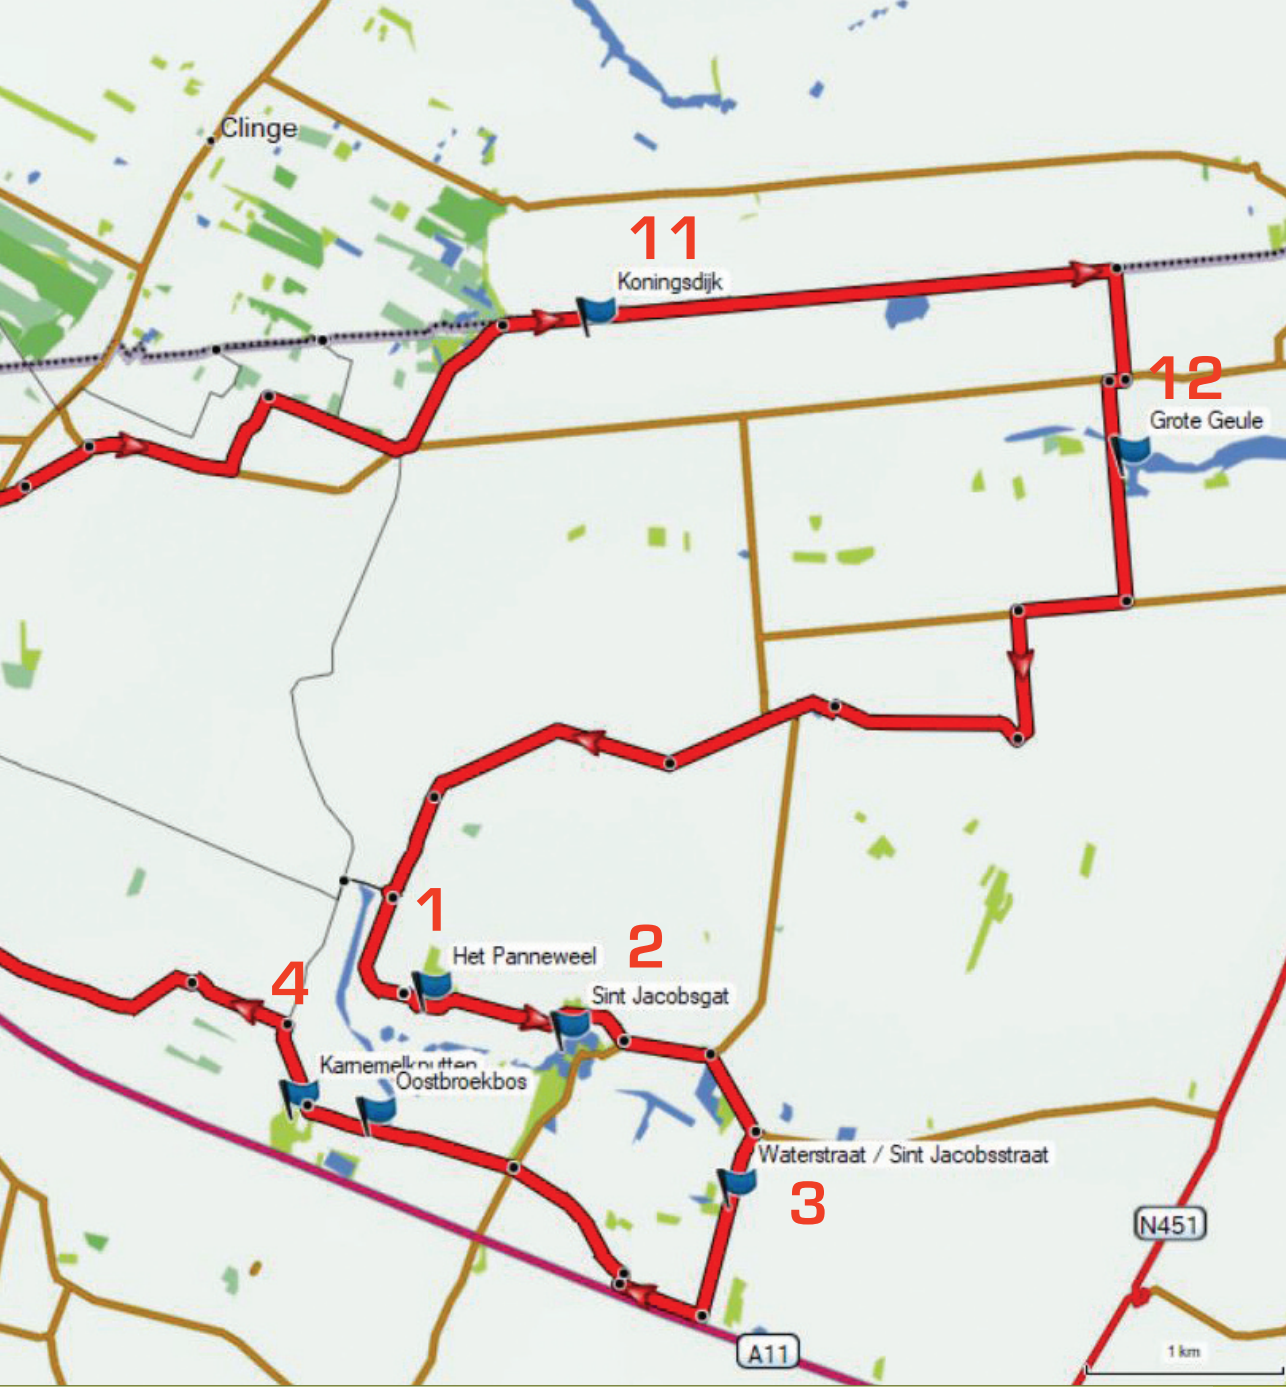 Clinge
11
Koningsdijk
12
Grote Geule
1
Het Panneweel
2
Sint Jacobsgat
4
Karnemelkputten
Oostbroekbos
Waterstraat / Sint Jacobsstraat
3
N451
A11
1 km